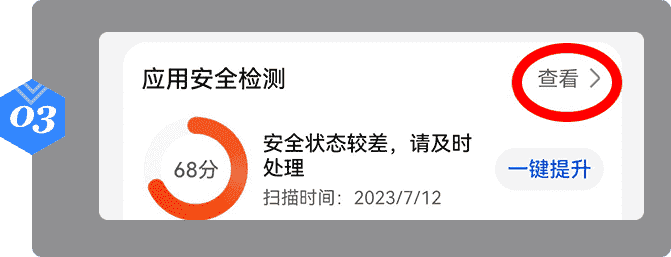 03
应用安全检测 查看
68分
安全状态较差，请及时
处理
扫描时间：2023/7/12
一键提升